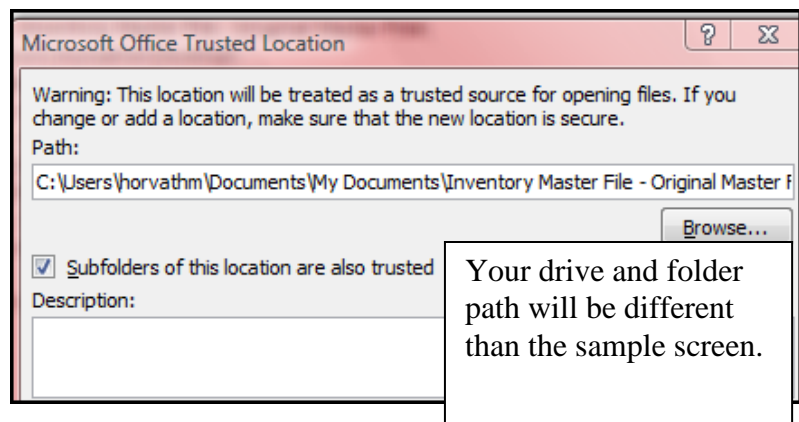 Microsoft Office Trusted Location
Warning: This location will be treated as a trusted source for opening files. If you
change or add a location, make sure that the new location is secure.
Path:
C:\Users\horvathm\Documents\My Documents\Inventory Master File - Original Master F
Browse...
Subfolders of this location are also trusted
Description:
Your drive and folder
path will be different
than the sample screen.